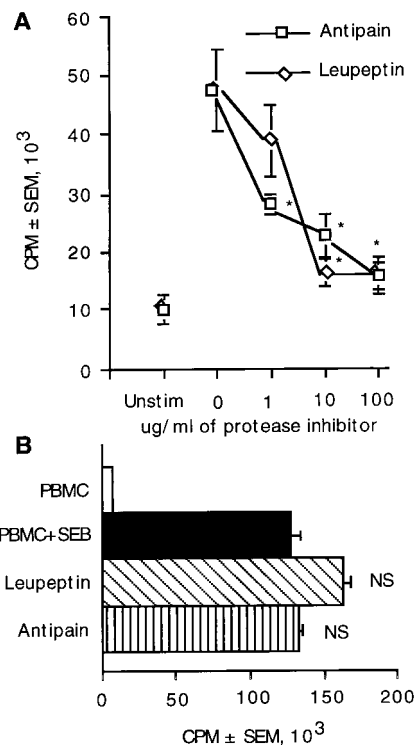 A
Antipain
Leupeptin
CPM ± SEM, 10³
60
50
40
30
20
10
0
*
*
*
*
Unstim 0 1 10 100
ug/ml of protease inhibitor
B
PBMC
PBMC+SEB
Leupeptin NS
Antipain NS
0 50 100 150 200
CPM ± SEM, 10³